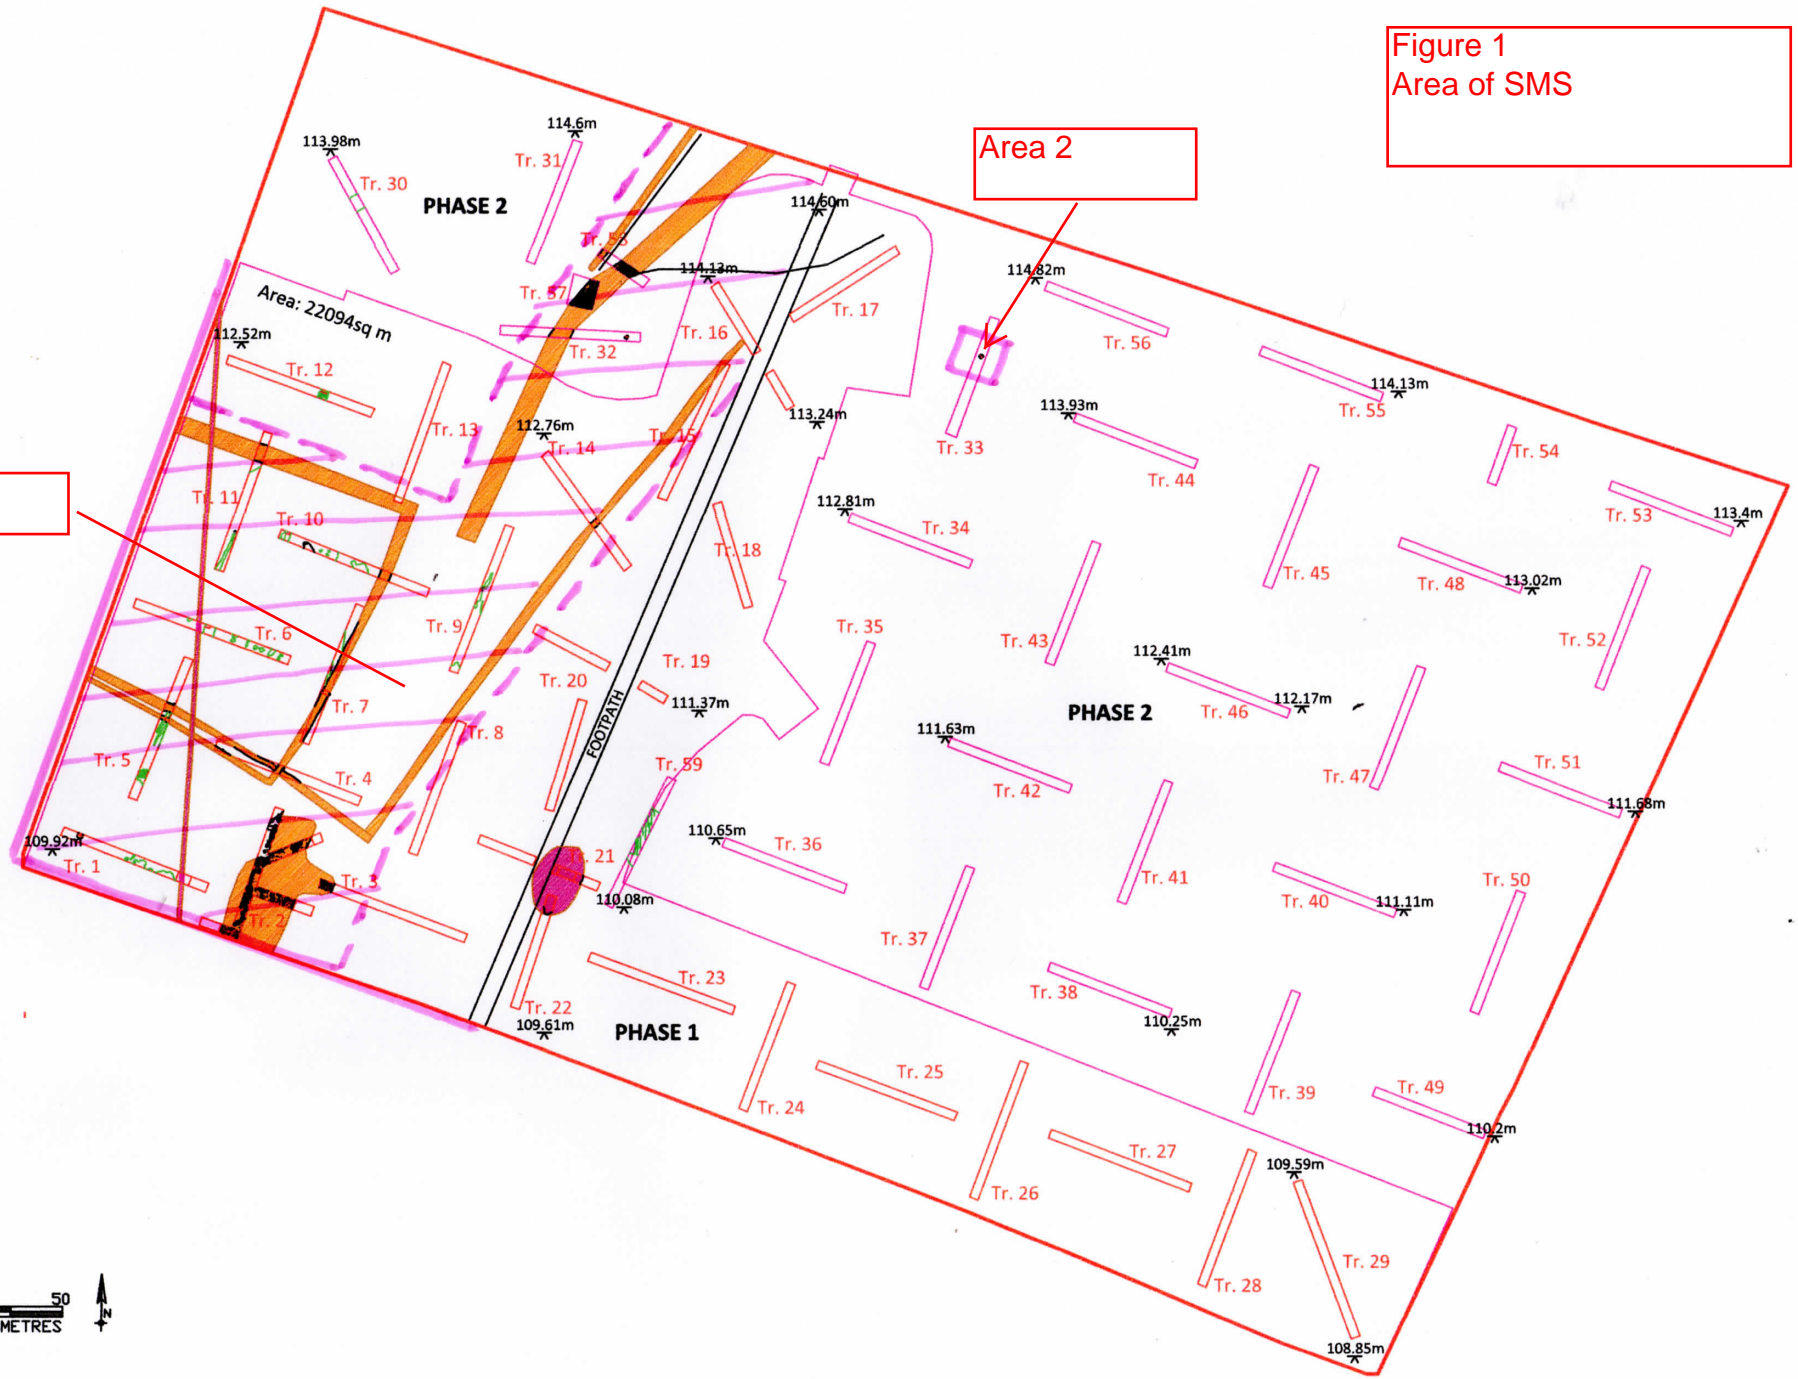 Figure 1
Area of SMS
Area 2
113.98m
114.6m
Tr. 31
Tr. 30
PHASE 2
114.60m
Tr. 58
114.13m
Tr. 57
Tr. 17
114.82m
Area: 22094sq m
112.52m
Tr. 16
Tr. 32
Tr. 56
Tr. 12
114.13m
Tr. 55
113.24m
113.93m
Tr. 13
112.76m
Tr. 14
Tr. 15
Tr. 33
Tr. 44
Tr. 54
Tr. 11
Tr. 10
112.81m
Tr. 34
Tr. 53
113.4m
Tr. 18
Tr. 45
Tr. 48
113.02m
Tr. 6
Tr. 9
Tr. 35
Tr. 43
Tr. 52
112.41m
Tr. 19
Tr. 20
111.37m
Tr. 7
FOOTPATH
PHASE 2
Tr. 46
112.17m
111.63m
Tr. 8
Tr. 5
Tr. 4
Tr. 59
Tr. 42
Tr. 47
Tr. 51
111.68m
110.65m
Tr. 36
109.92m
Tr. 1
Tr. 21
Tr. 3
Tr. 41
Tr. 50
Tr. 40
111.11m
110.08m
Tr. 2
Tr. 37
Tr. 23
Tr. 38
Tr. 22
109.61m
PHASE 1
110.25m
Tr. 25
Tr. 24
Tr. 39
Tr. 49
110.2m
Tr. 27
109.59m
Tr. 26
Tr. 29
Tr. 28
108.85m
50
METRES
N